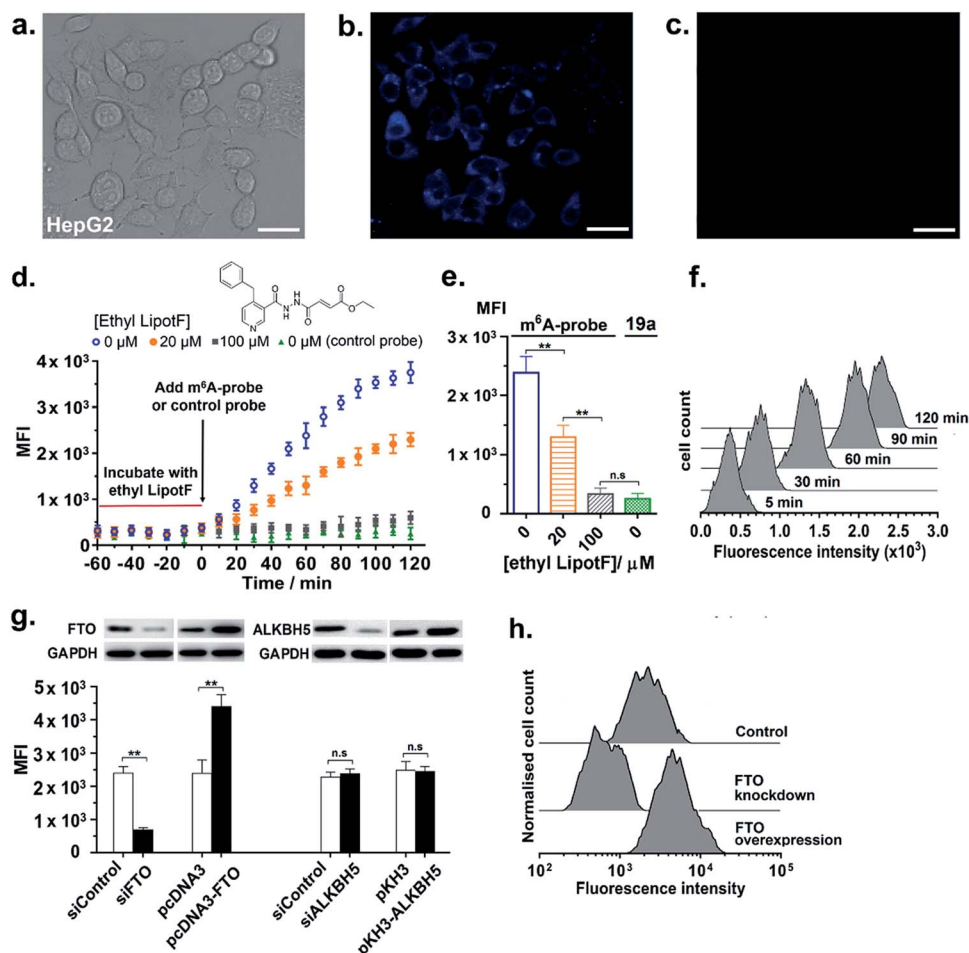 a.
b.
c.
HepG2
d.
[Ethyl LipotF]
0 μM 20 μM 100 μM 0 μM (control probe)
N
O
H
N
N
H
O
O
O
MFI
4 x 10³
3 x 10³
2 x 10³
1 x 10³
0
Add m⁶A-probe
or control probe
Incubate with
ethyl LipotF
-60 -40 -20 0 20 40 60 80 100 120
Time / min
e.
MFI
m⁶A-probe 19a
3 x 10³
2 x 10³
1 x 10³
0
**
**
n.s
0 20 100 0
[ethyl LipotF]/ μM
f.
cell count
120 min
90 min
60 min
30 min
5 min
0.0 0.5 1.0 1.5 2.0 3.0
Fluorescence intensity (x10³)
g.
FTO
GAPDH
ALKBH5
GAPDH
MFI
5 x 10³
4 x 10³
3 x 10³
2 x 10³
1 x 10³
0
**
**
n.s
n.s
siControl
siFTO
pcDNA3
pcDNA3-FTO
siControl
siALKBH5
pKH3
pKH3-ALKBH5
h.
Normalised cell count
Control
FTO
knockdown
FTO
overexpression
10² 10³ 10⁴ 10⁵
Fluorescence intensity